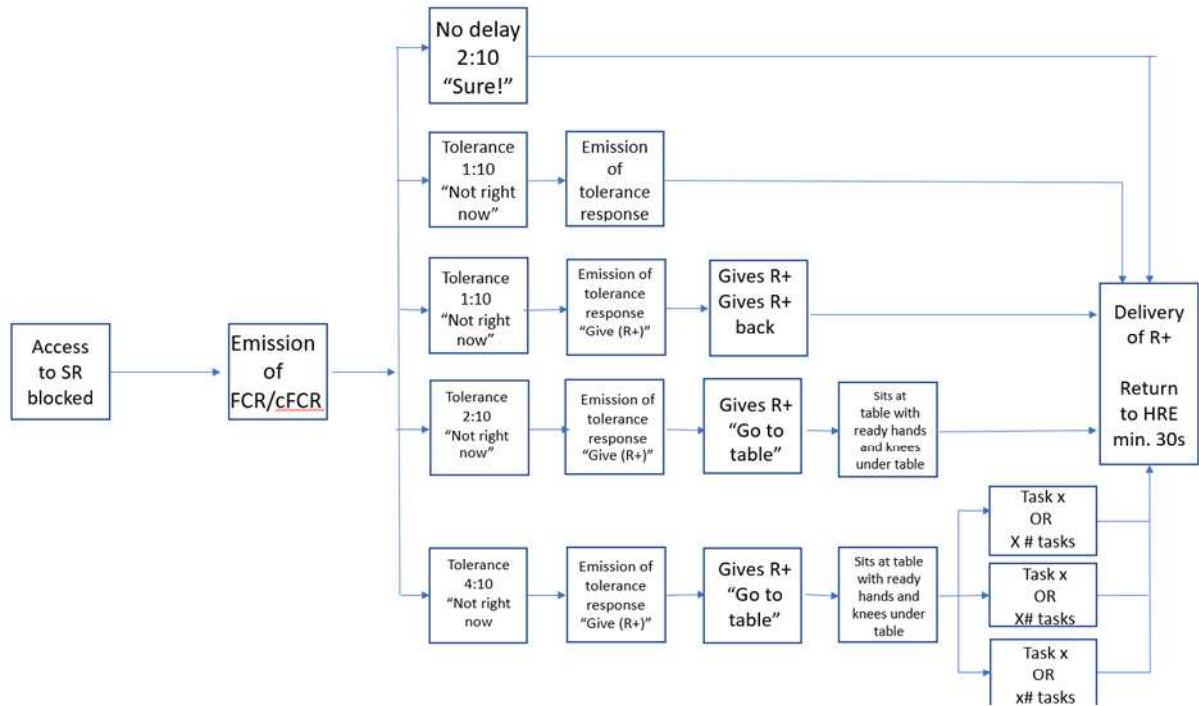 No delay
2:10
“Sure!”
Tolerance
1:10
“Not right
now”
Emission
of
tolerance
response
Tolerance
1:10
“Not right
now”
Emission of
tolerance
response
“Give (R+)”
Gives R+
Gives R+
back
Access
to SR
blocked
Emission
of
FCR/cFCR
Tolerance
2:10
“Not right
now”
Emission of
tolerance
response
“Give (R+)”
Gives R+
“Go to
table”
Sits at
table with
ready hands
and knees
under table
Delivery
of R+
Return
to HRE
min. 30s
Tolerance
4:10
“Not right
now
Emission of
tolerance
response
“Give (R+)”
Gives R+
“Go to
table”
Sits at table
with ready
hands and
knees under
table
Task x
OR
X # tasks
Task x
OR
X# tasks
Task x
OR
x# tasks